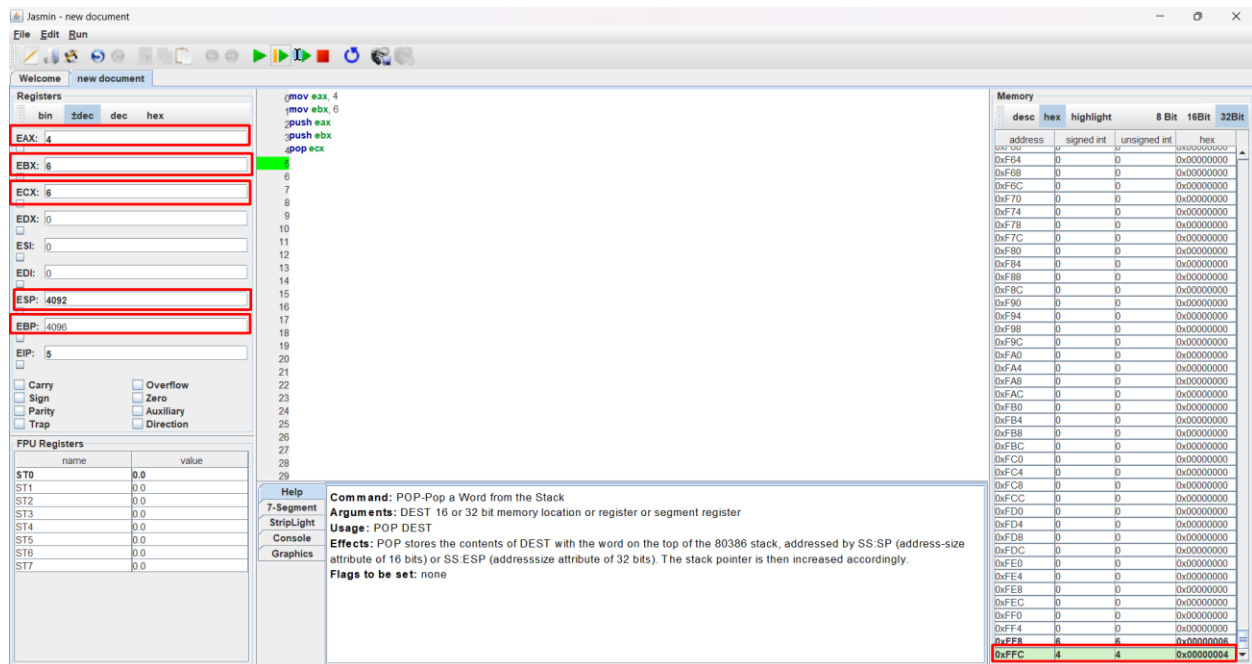 Jasmin - new document
File Edit Run
Welcome new document
Registers
bin ±dec dec hex
EAX: 4
EBX: 6
ECX: 6
EDX: 0
ESI: 0
EDI: 0
ESP: 4092
EBP: 4096
EIP: 5
Carry Overflow
Sign Zero
Parity Auxiliary
Trap Direction
FPU Registers
name value
ST0 0.0
ST1 0.0
ST2 0.0
ST3 0.0
ST4 0.0
ST5 0.0
ST6 0.0
ST7 0.0
0 mov eax, 4
1 mov ebx, 6
2 push eax
3 push ebx
4 pop ecx
5
6
7
8
9
10
11
12
13
14
15
16
17
18
19
20
21
22
23
24
25
26
27
28
29
Help
7-Segment
StripLight
Console
Graphics
Command: POP-Pop a Word from the Stack
Arguments: DEST 16 or 32 bit memory location or register or segment register
Usage: POP DEST
Effects: POP stores the contents of DEST with the word on the top of the 80386 stack, addressed by SS:SP (address-size
attribute of 16 bits) or SS:ESP (addresssize attribute of 32 bits). The stack pointer is then increased accordingly.
Flags to be set: none
Memory
desc hex highlight 8 Bit 16Bit 32Bit
address signed int unsigned int hex
0xF64 0 0 0x00000000
0xF68 0 0 0x00000000
0xF6C 0 0 0x00000000
0xF70 0 0 0x00000000
0xF74 0 0 0x00000000
0xF78 0 0 0x00000000
0xF7C 0 0 0x00000000
0xF80 0 0 0x00000000
0xF84 0 0 0x00000000
0xF88 0 0 0x00000000
0xF8C 0 0 0x00000000
0xF90 0 0 0x00000000
0xF94 0 0 0x00000000
0xF98 0 0 0x00000000
0xF9C 0 0 0x00000000
0xFA0 0 0 0x00000000
0xFA4 0 0 0x00000000
0xFA8 0 0 0x00000000
0xFAC 0 0 0x00000000
0xFB0 0 0 0x00000000
0xFB4 0 0 0x00000000
0xFB8 0 0 0x00000000
0xFBC 0 0 0x00000000
0xFC0 0 0 0x00000000
0xFC4 0 0 0x00000000
0xFC8 0 0 0x00000000
0xFCC 0 0 0x00000000
0xFD0 0 0 0x00000000
0xFD4 0 0 0x00000000
0xFD8 0 0 0x00000000
0xFDC 0 0 0x00000000
0xFE0 0 0 0x00000000
0xFE4 0 0 0x00000000
0xFE8 0 0 0x00000000
0xFEC 0 0 0x00000000
0xFF0 0 0 0x00000000
0xFF4 0 0 0x00000000
0xFF8 6 6 0x00000006
0xFFC 4 4 0x00000004